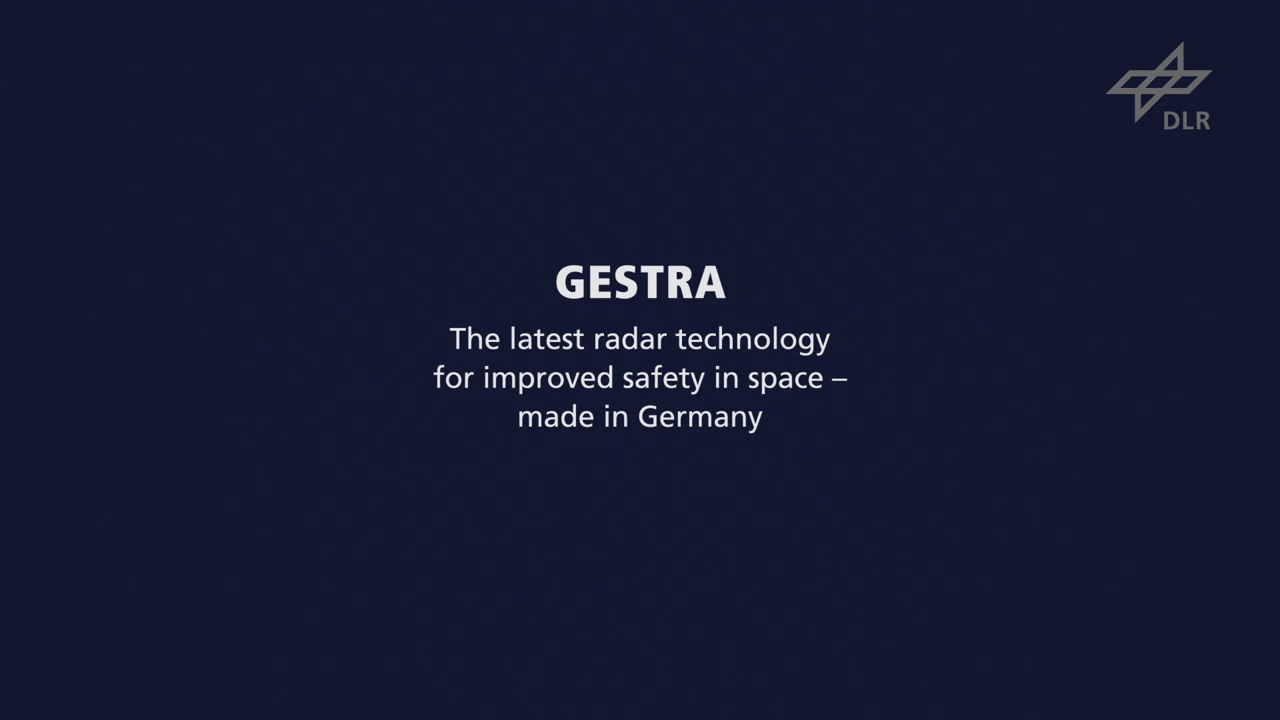 DLR
GESTRA
The latest radar technology
for improved safety in space –
made in Germany